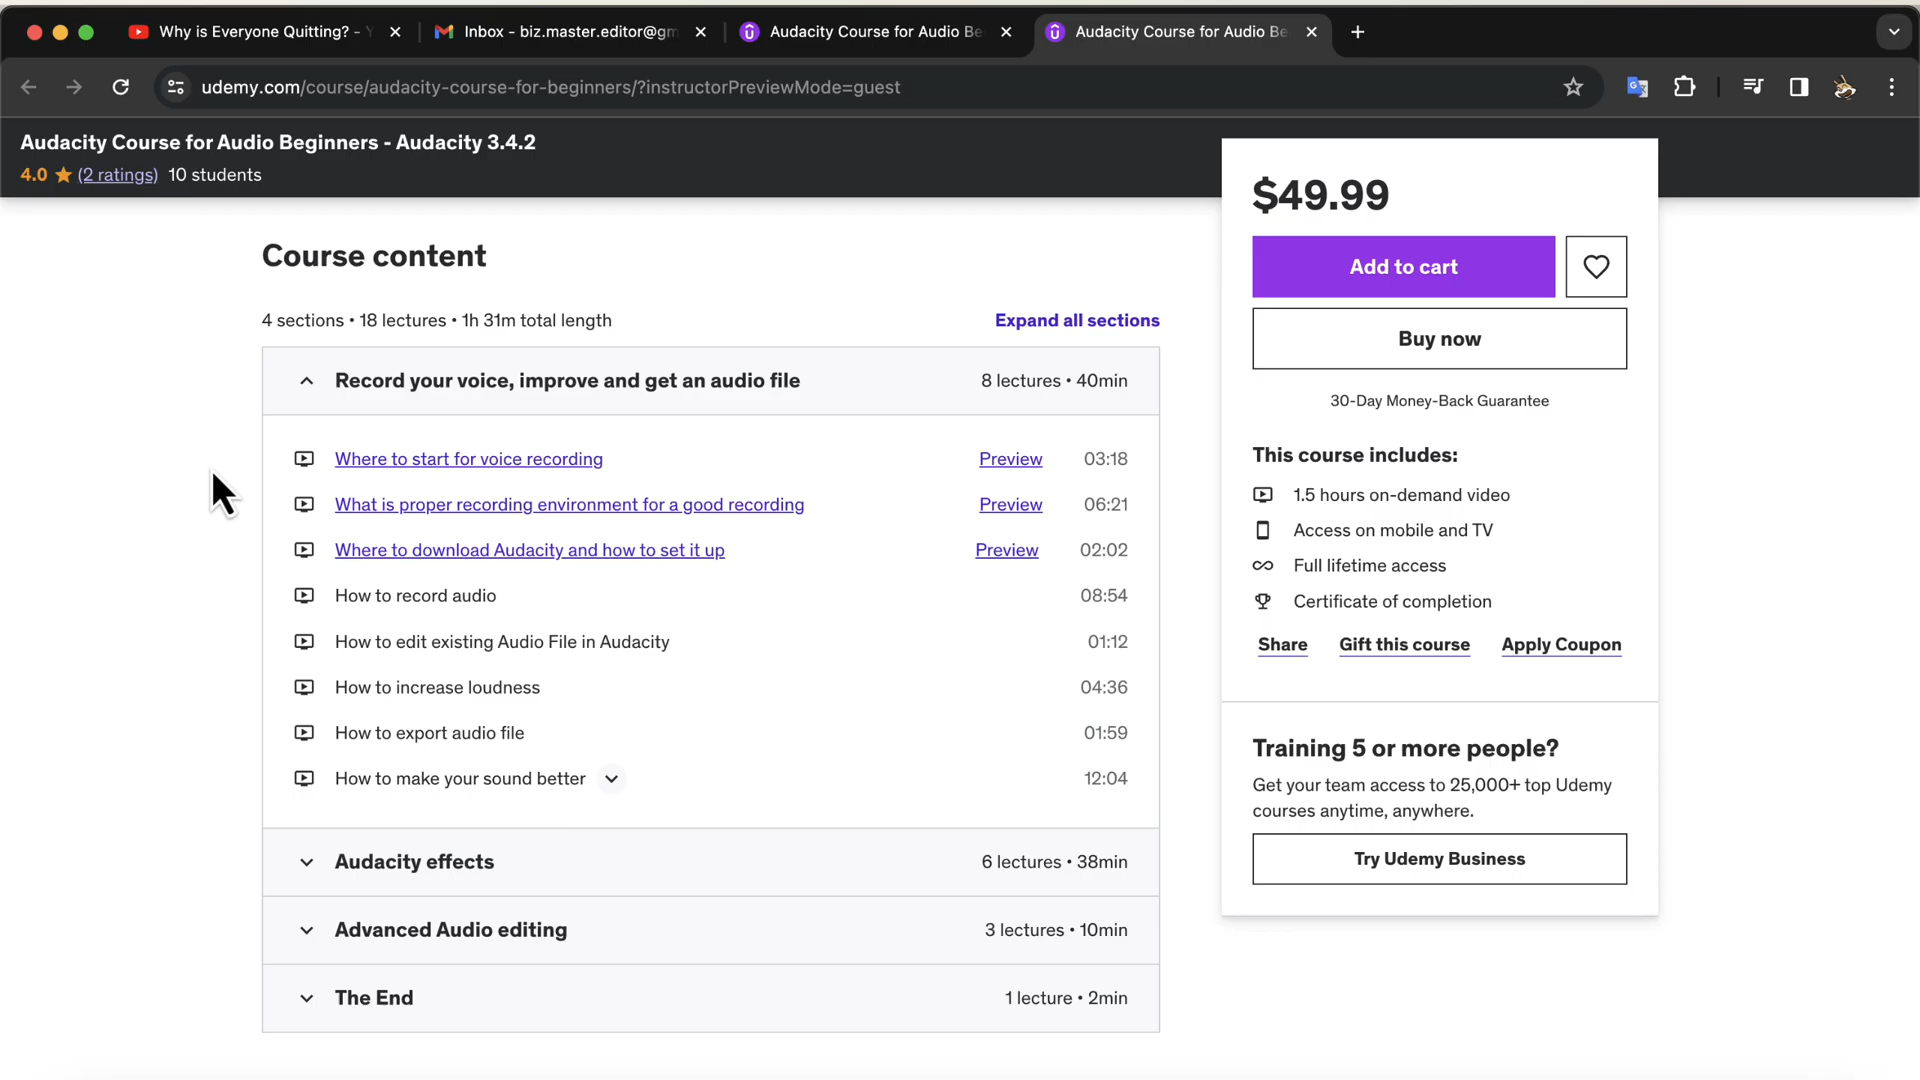 Why is Everyone Quitting? -
Inbox - biz.master.editor@gm
Audacity Course for Audio Be
Audacity Course for Audio Be
udemy.com/course/audacity-course-for-beginners/?instructorPreviewMode=guest
Audacity Course for Audio Beginners - Audacity 3.4.2
4.0 ★ (2 ratings) 10 students
$49.99
Add to cart
Buy now
30-Day Money-Back Guarantee
This course includes:
1.5 hours on-demand video
Access on mobile and TV
Full lifetime access
Certificate of completion
Share Gift this course Apply Coupon
Training 5 or more people?
Get your team access to 25,000+ top Udemy
courses anytime, anywhere.
Try Udemy Business
Course content
4 sections • 18 lectures • 1h 31m total length Expand all sections
Record your voice, improve and get an audio file 8 lectures • 40min
Where to start for voice recording Preview 03:18
What is proper recording environment for a good recording Preview 06:21
Where to download Audacity and how to set it up Preview 02:02
How to record audio 08:54
How to edit existing Audio File in Audacity 01:12
How to increase loudness 04:36
How to export audio file 01:59
How to make your sound better 12:04
Audacity effects 6 lectures • 38min
Advanced Audio editing 3 lectures • 10min
The End 1 lecture • 2min